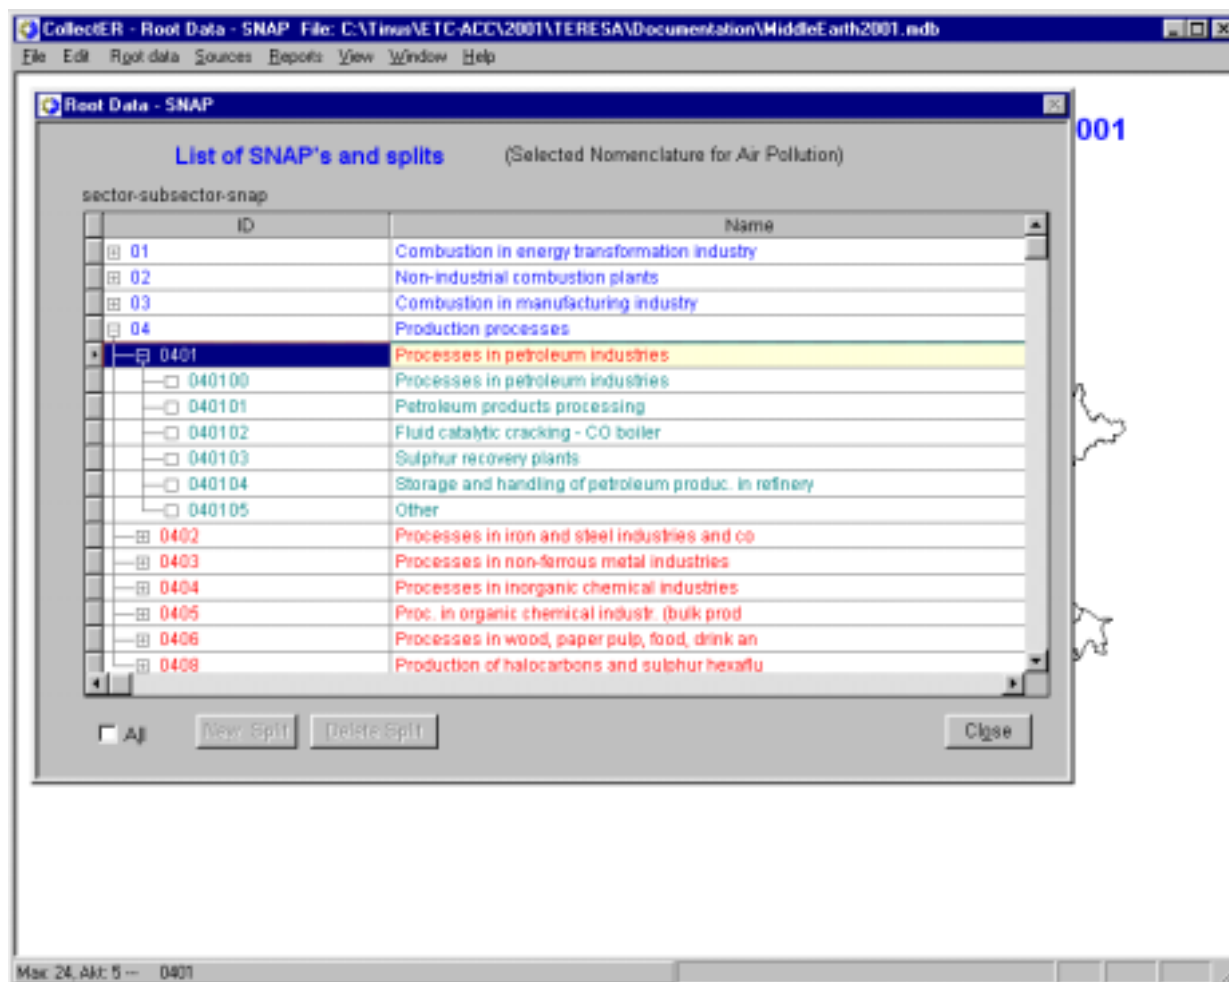 CollectER - Root Data - SNAP File: C:\Tinus\ETC-ACC\2001\TERESA\Documentation\MiddleEarth2001.mdb
File Edit Root data Sources Reports View Window Help
Root Data - SNAP
001
List of SNAP's and splits (Selected Nomenclature for Air Pollution)
sector-subsector-snap
ID Name
01 Combustion in energy transformation industry
02 Non-industrial combustion plants
03 Combustion in manufacturing industry
04 Production processes
0401 Processes in petroleum industries
040100 Processes in petroleum industries
040101 Petroleum products processing
040102 Fluid catalytic cracking - CO boiler
040103 Sulphur recovery plants
040104 Storage and handling of petroleum produc. in refinery
040105 Other
0402 Processes in iron and steel industries and co
0403 Processes in non-ferrous metal industries
0404 Processes in inorganic chemical industries
0405 Proc. in organic chemical industr. (bulk prod
0406 Processes in wood, paper pulp, food, drink an
0408 Production of halocarbons and sulphur hexaflu
All New Split Delete Split Close
Max: 24, Akt: 5 --- 0401